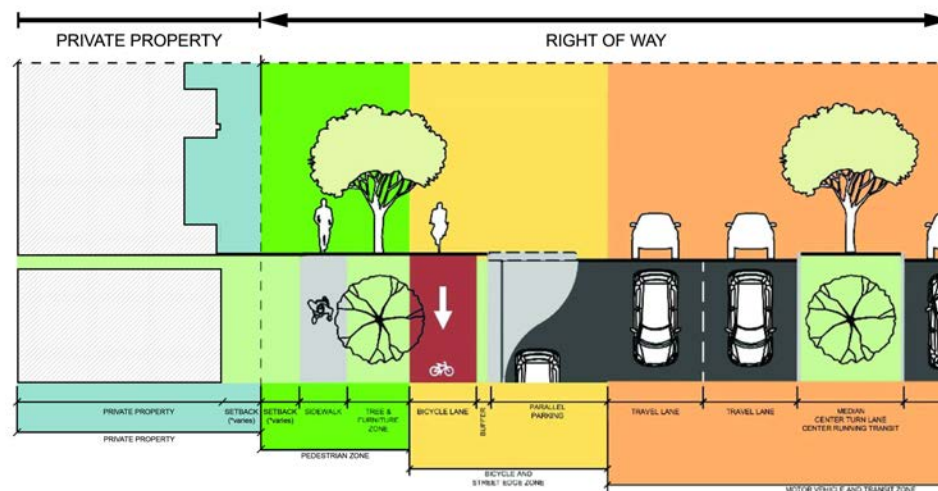 PRIVATE PROPERTY
RIGHT OF WAY
PRIVATE PROPERTY
SETBACK
(*varies)
SETBACK
(*varies)
SIDEWALK
TREE &
FURNITURE
ZONE
BICYCLE LANE
BUFFER
PARALLEL
PARKING
TRAVEL LANE
TRAVEL LANE
MEDIAN
CENTER TURN LANE
CENTER RUNNING TRANSIT
PRIVATE PROPERTY
PEDESTRIAN ZONE
BICYCLE AND
STREET EDGE ZONE
MOTOR VEHICLE AND TRANSIT ZONE